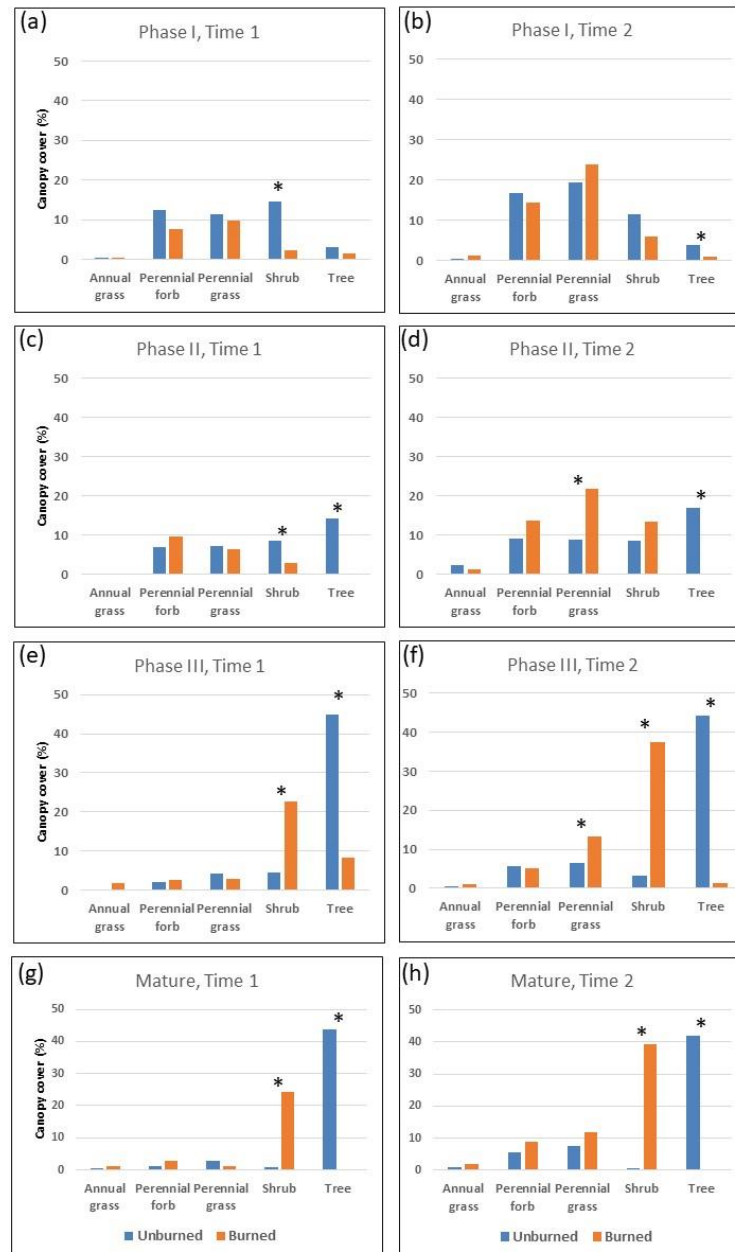 (a)
Phase I, Time 1
50
40
30
20
10
0
Canopy cover (%)
*
Annual grass
Perennial forb
Perennial grass
Shrub
Tree
(b)
Phase I, Time 2
50
40
30
20
10
0
*
Annual grass
Perennial forb
Perennial grass
Shrub
Tree
(c)
Phase II, Time 1
50
40
30
20
10
0
Canopy cover (%)
*
*
Annual grass
Perennial forb
Perennial grass
Shrub
Tree
(d)
Phase II, Time 2
50
40
30
20
10
0
*
*
Annual grass
Perennial forb
Perennial grass
Shrub
Tree
(e)
Phase III, Time 1
50
40
30
20
10
0
Canopy cover (%)
*
*
Annual grass
Perennial forb
Perennial grass
Shrub
Tree
(f)
Phase III, Time 2
50
40
30
20
10
0
*
*
*
Annual grass
Perennial forb
Perennial grass
Shrub
Tree
(g)
Mature, Time 1
50
40
30
20
10
0
Canopy cover (%)
*
*
Annual grass
Perennial forb
Perennial grass
Shrub
Tree
Unburned Burned
(h)
Mature, Time 2
50
40
30
20
10
0
*
*
Annual grass
Perennial forb
Perennial grass
Shrub
Tree
Unburned Burned